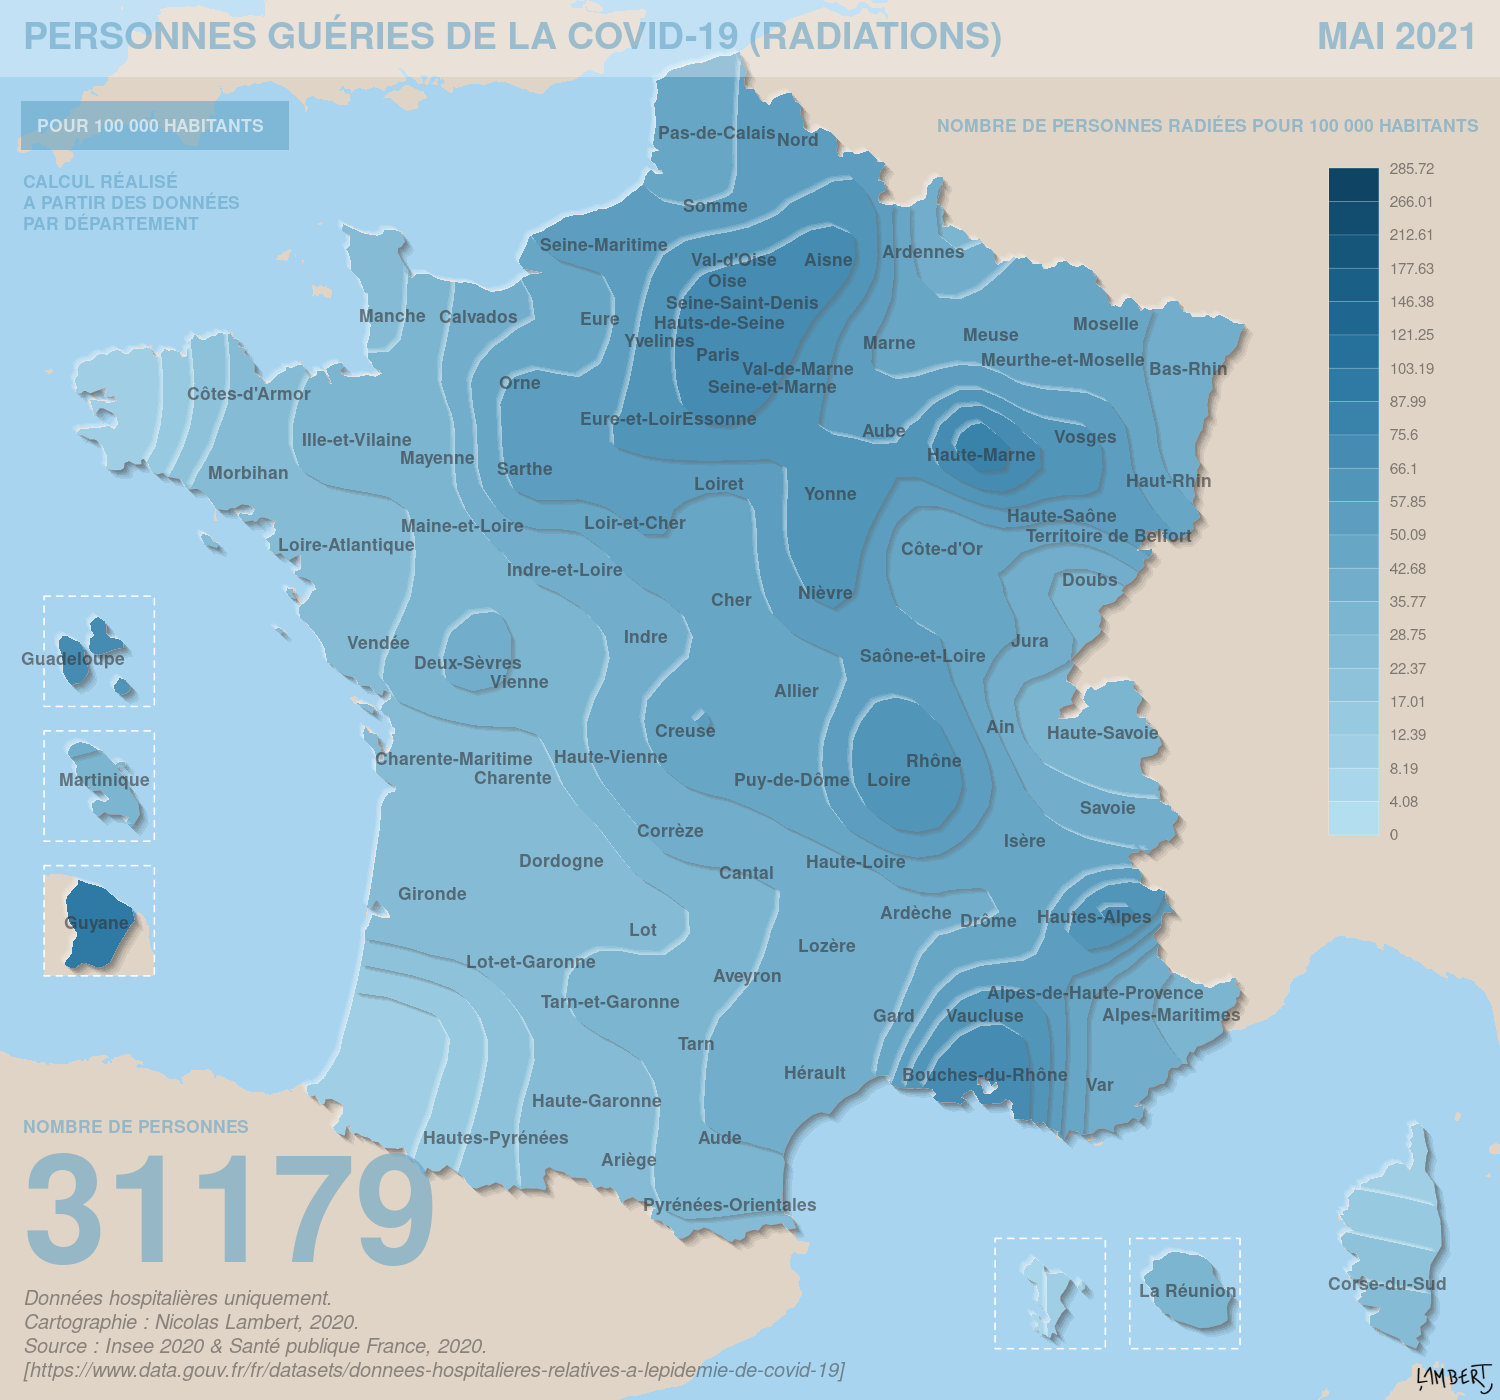 PERSONNES GUÉRIES DE LA COVID-19 (RADIATIONS)
MAI 2021
POUR 100 000 HABITANTS
CALCUL RÉALISÉ
A PARTIR DES DONNÉES
PAR DÉPARTEMENT
NOMBRE DE PERSONNES RADIÉES POUR 100 000 HABITANTS
285.72
266.01
212.61
177.63
146.38
121.25
103.19
87.99
75.6
66.1
57.85
50.09
42.68
35.77
28.75
22.37
17.01
12.39
8.19
4.08
0
Pas-de-Calais
Nord
Somme
Seine-Maritime
Val-d'Oise
Aisne
Ardennes
Oise
Seine-Saint-Denis
Manche
Calvados
Eure
Hauts-de-Seine
Moselle
Yvelines
Marne
Meuse
Paris
Meurthe-et-Moselle
Val-de-Marne
Bas-Rhin
Orne
Seine-et-Marne
Côtes-d'Armor
Eure-et-Loir
Essonne
Aube
Vosges
Ille-et-Vilaine
Mayenne
Haute-Marne
Morbihan
Sarthe
Loiret
Yonne
Haut-Rhin
Haute-Saône
Maine-et-Loire
Loir-et-Cher
Territoire de Belfort
Loire-Atlantique
Côte-d'Or
Indre-et-Loire
Doubs
Cher
Nièvre
Vendée
Indre
Jura
Guadeloupe
Deux-Sèvres
Saône-et-Loire
Vienne
Allier
Creuse
Ain
Haute-Savoie
Charente-Maritime
Haute-Vienne
Rhône
Martinique
Charente
Puy-de-Dôme
Loire
Savoie
Corrèze
Isère
Dordogne
Cantal
Haute-Loire
Gironde
Ardèche
Drôme
Hautes-Alpes
Guyane
Lot
Lozère
Lot-et-Garonne
Aveyron
Alpes-de-Haute-Provence
Tarn-et-Garonne
Gard
Vaucluse
Alpes-Maritimes
Tarn
Hérault
Bouches-du-Rhône
Var
Haute-Garonne
Hautes-Pyrénées
Aude
Ariège
Pyrénées-Orientales
La Réunion
Corse-du-Sud
NOMBRE DE PERSONNES
31179
Données hospitalières uniquement.
Cartographie : Nicolas Lambert, 2020.
Source : Insee 2020 & Santé publique France, 2020.
[https://www.data.gouv.fr/fr/datasets/donnees-hospitalieres-relatives-a-lepidemie-de-covid-19]
LAMBERT